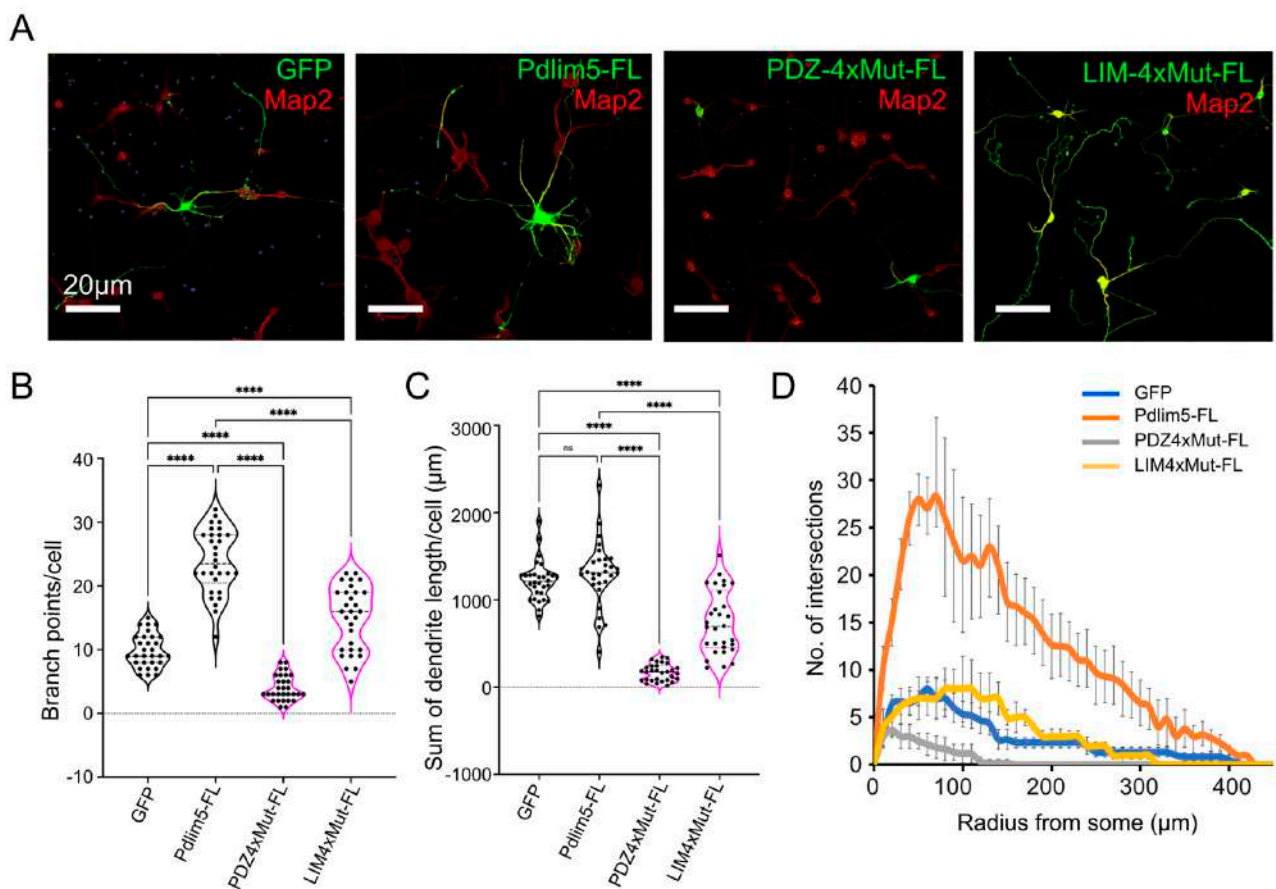 A
GFP
Map2
20µm
Pdlim5-FL
Map2
PDZ-4xMut-FL
Map2
LIM-4xMut-FL
Map2
B
Branch points/cell
40
30
20
10
0
-10
****
****
****
****
****
GFP
Pdlim5-FL
PDZ4xMut-FL
LIM4xMut-FL
C
Sum of dendrite length/cell (µm)
3000
2000
1000
0
-1000
****
****
****
ns
****
GFP
Pdlim5-FL
PDZ4xMut-FL
LIM4xMut-FL
D
No. of intersections
40
35
30
25
20
15
10
5
0
GFP
Pdlim5-FL
PDZ4xMut-FL
LIM4xMut-FL
0 100 200 300 400
Radius from some (µm)